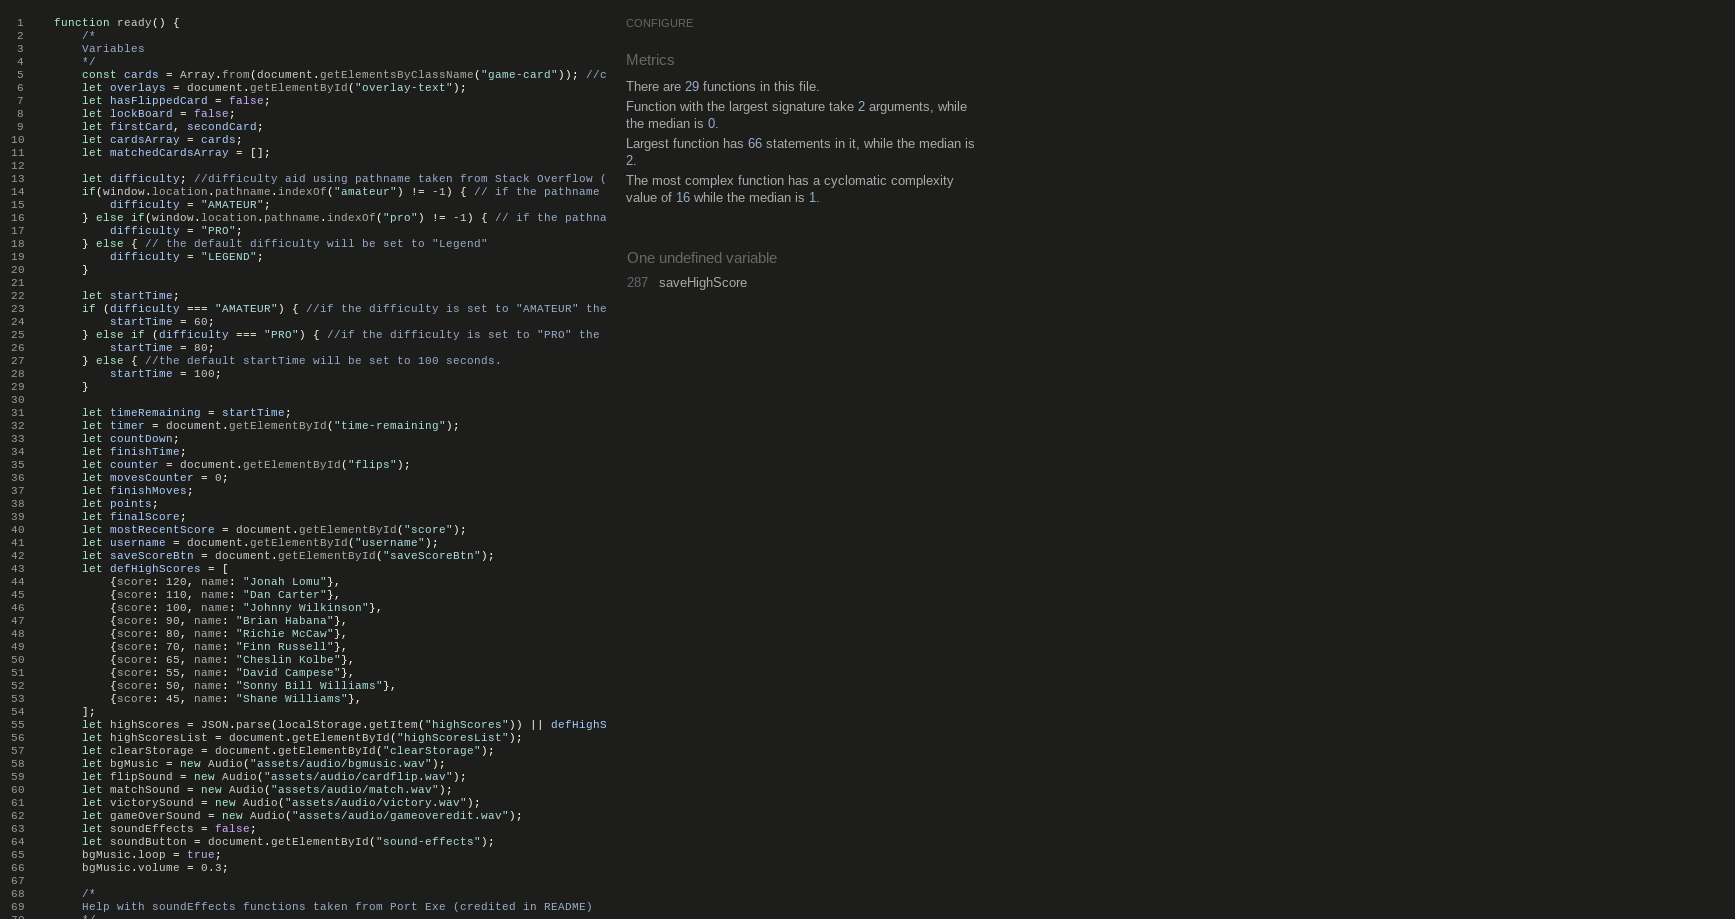 1 function ready() {
2 /*
3 Variables
4 */
5 const cards = Array.from(document.getElementsByClassName("game-card")); //c
6 let overlays = document.getElementById("overlay-text");
7 let hasFlippedCard = false;
8 let lockBoard = false;
9 let firstCard, secondCard;
10 let cardsArray = cards;
11 let matchedCardsArray = [];
12
13 let difficulty; //difficulty aid using pathname taken from Stack Overflow (
14 if(window.location.pathname.indexOf("amateur") != -1) { // if the pathname
15 difficulty = "AMATEUR";
16 } else if(window.location.pathname.indexOf("pro") != -1) { // if the pathna
17 difficulty = "PRO";
18 } else { // the default difficulty will be set to "Legend"
19 difficulty = "LEGEND";
20 }
21
22 let startTime;
23 if (difficulty === "AMATEUR") { //if the difficulty is set to "AMATEUR" the
24 startTime = 60;
25 } else if (difficulty === "PRO") { //if the difficulty is set to "PRO" the
26 startTime = 80;
27 } else { //the default startTime will be set to 100 seconds.
28 startTime = 100;
29 }
30
31 let timeRemaining = startTime;
32 let timer = document.getElementById("time-remaining");
33 let countDown;
34 let finishTime;
35 let counter = document.getElementById("flips");
36 let movesCounter = 0;
37 let finishMoves;
38 let points;
39 let finalScore;
40 let mostRecentScore = document.getElementById("score");
41 let username = document.getElementById("username");
42 let saveScoreBtn = document.getElementById("saveScoreBtn");
43 let defHighScores = [
44 {score: 120, name: "Jonah Lomu"},
45 {score: 110, name: "Dan Carter"},
46 {score: 100, name: "Johnny Wilkinson"},
47 {score: 90, name: "Brian Habana"},
48 {score: 80, name: "Richie McCaw"},
49 {score: 70, name: "Finn Russell"},
50 {score: 65, name: "Cheslin Kolbe"},
51 {score: 55, name: "David Campese"},
52 {score: 50, name: "Sonny Bill Williams"},
53 {score: 45, name: "Shane Williams"},
54 ];
55 let highScores = JSON.parse(localStorage.getItem("highScores")) || defHighS
56 let highScoresList = document.getElementById("highScoresList");
57 let clearStorage = document.getElementById("clearStorage");
58 let bgMusic = new Audio("assets/audio/bgmusic.wav");
59 let flipSound = new Audio("assets/audio/cardflip.wav");
60 let matchSound = new Audio("assets/audio/match.wav");
61 let victorySound = new Audio("assets/audio/victory.wav");
62 let gameOverSound = new Audio("assets/audio/gameoveredit.wav");
63 let soundEffects = false;
64 let soundButton = document.getElementById("sound-effects");
65 bgMusic.loop = true;
66 bgMusic.volume = 0.3;
67
68 /*
69 Help with soundEffects functions taken from Port Exe (credited in README)
70 */
CONFIGURE
Metrics
There are 29 functions in this file.
Function with the largest signature take 2 arguments, while
the median is 0.
Largest function has 66 statements in it, while the median is
2.
The most complex function has a cyclomatic complexity
value of 16 while the median is 1.
One undefined variable
287 saveHighScore